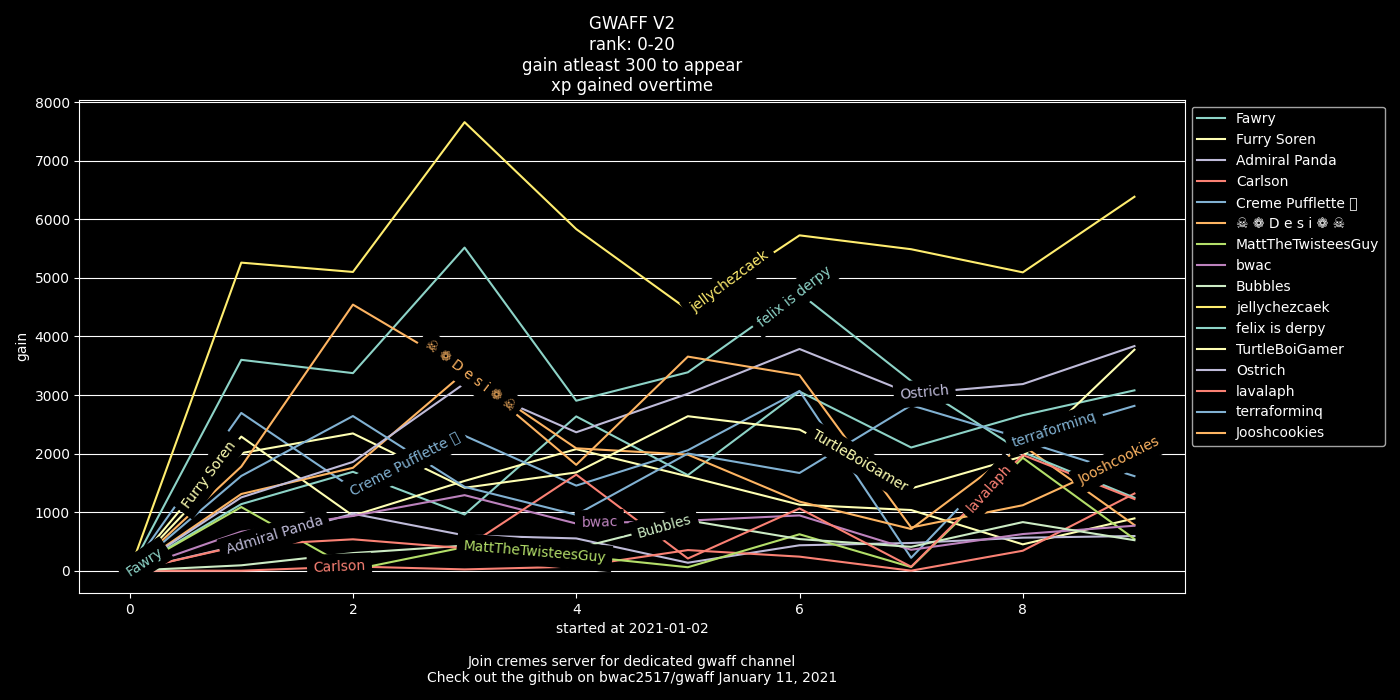 GWAFF V2
rank: 0-20
gain atleast 300 to appear
xp gained overtime
8000
7000
6000
5000
4000
3000
2000
1000
0
gain
0
2
4
6
8
started at 2021-01-02
Join cremes server for dedicated gwaff channel
Check out the github on bwac2517/gwaff January 11, 2021
Fawry
Furry Soren
Admiral Panda
Carlson
Creme Pufflette ▯
☠ ❁ D e s i ❁ ☠
MattTheTwisteesGuy
bwac
Bubbles
jellychezcaek
felix is derpy
TurtleBoiGamer
Ostrich
lavalaph
terraforminq
Jooshcookies
Fawry
Furry Soren
Admiral Panda
Carlson
Creme Pufflette ▯
☠ ❁ D e s i ❁ ☠
MattTheTwisteesGuy
bwac
Bubbles
jellychezcaek
felix is derpy
TurtleBoiGamer
Ostrich
lavalaph
terraforminq
Jooshcookies